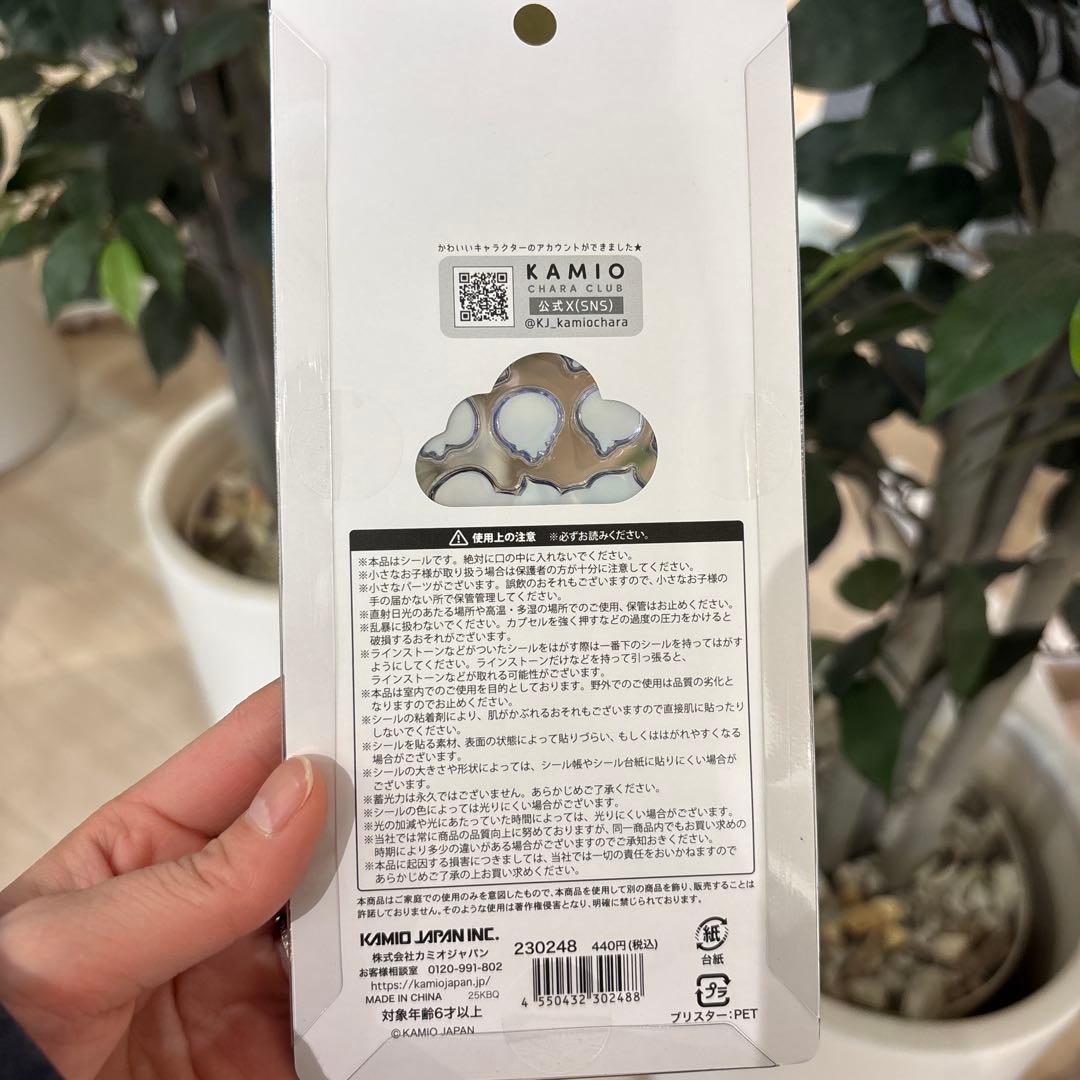 かわいいキャラクターのアカウントができました★
KAMIO
CHARA CLUB
公式X(SNS)
@KJ_kamiochara
使用上の注意 ※必ずお読みください。
※本品はシールです。絶対に口の中に入れないでください。
※小さなお子様が取り扱う場合は保護者の方が十分に注意してください。
※小さなパーツがございます。誤飲のおそれもございますので、小さなお子様の
手の届かない所で保管管理してください。
※直射日光のあたる場所や高温・多湿の場所でのご使用、保管はお止めください。
※乱暴に扱わないでください。カプセルを強く押すなどの過度の圧力をかけると
破損するおそれがございます。
※ラインストーンなどがついたシールをはがす際は一番下のシールを持ってはがす
ようにしてください。ラインストーンだけなどを持って引っ張ると、
ラインストーンなどが取れる可能性がございます。
※本品は室内でのご使用を目的としております。野外でのご使用は品質の劣化と
なりますのでお止めください。
※シールの粘着剤により、肌がかぶれるおそれもございますので直接肌に貼ったり
しないでください。
※シールを貼る素材、表面の状態によって貼りづらい、もしくははがれやすくなる
場合がございます。
※シールの大きさや形状によっては、シール帳やシール台紙に貼りにくい場合が
ございます。
※蓄光力は永久ではございません。あらかじめご了承ください。
※シールの色によっては光りにくい場合がございます。
※光の加減や光にあたっていた時間によっては、光りにくい場合がございます。
※当社では常に商品の品質向上に努めておりますが、同一商品内でもお買い求めの
時期により多少の違いがある場合がございますのでご承知おきください。
※本品に起因する損害につきましては、当社では一切の責任をおいかねますので
あらかじめご了承の上お買い求めください。
本商品はご家庭での使用のみを意図したもので、本商品を使用して別の商品を飾り、販売することは
許諾しておりません。そのような使用は著作権侵害となり、明確に禁じられております。
KAMIO JAPAN INC.
株式会社カミオジャパン
お客様相談室 0120-991-802
https://kamiojapan.jp/
MADE IN CHINA 25KBQ
対象年齢6才以上
©KAMIO JAPAN
230248 440円(税込)
4 550432 302488
紙
台紙
プラ
ブリスター:PET